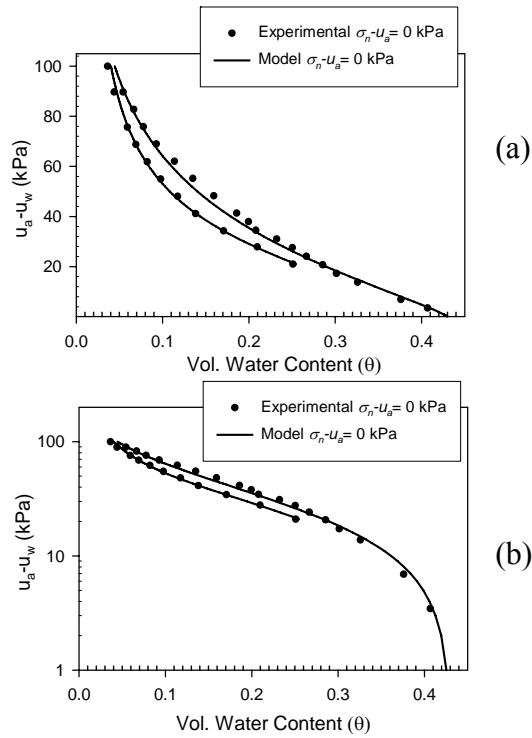 Experimental σn-ua= 0 kPa
Model σn-ua= 0 kPa
100
80
60
40
20
ua-uw (kPa)
0.0 0.1 0.2 0.3 0.4
Vol. Water Content (θ)
(a)
Experimental σn-ua= 0 kPa
Model σn-ua= 0 kPa
100
10
1
ua-uw (kPa)
0.0 0.1 0.2 0.3 0.4
Vol. Water Content (θ)
(b)